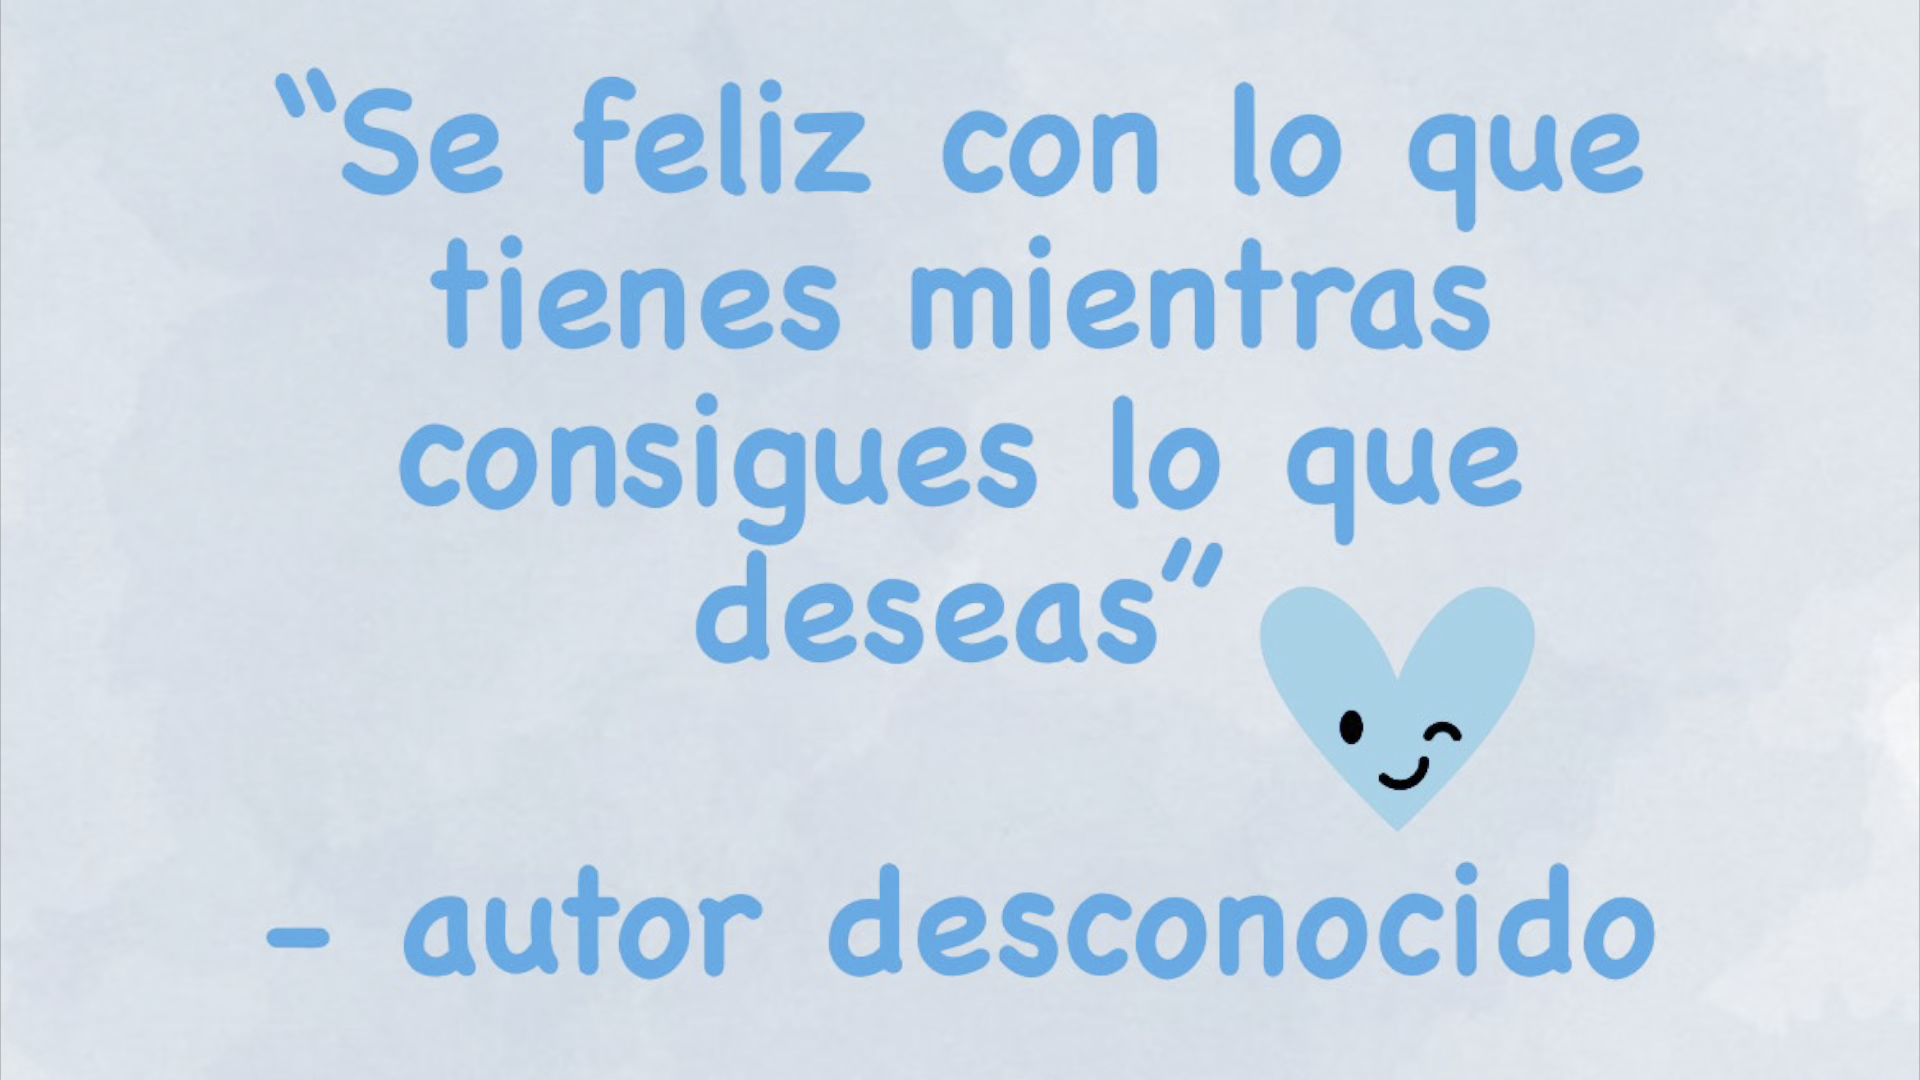 “Se feliz con lo que
tienes mientras
consigues lo que
deseas”
- autor desconocido